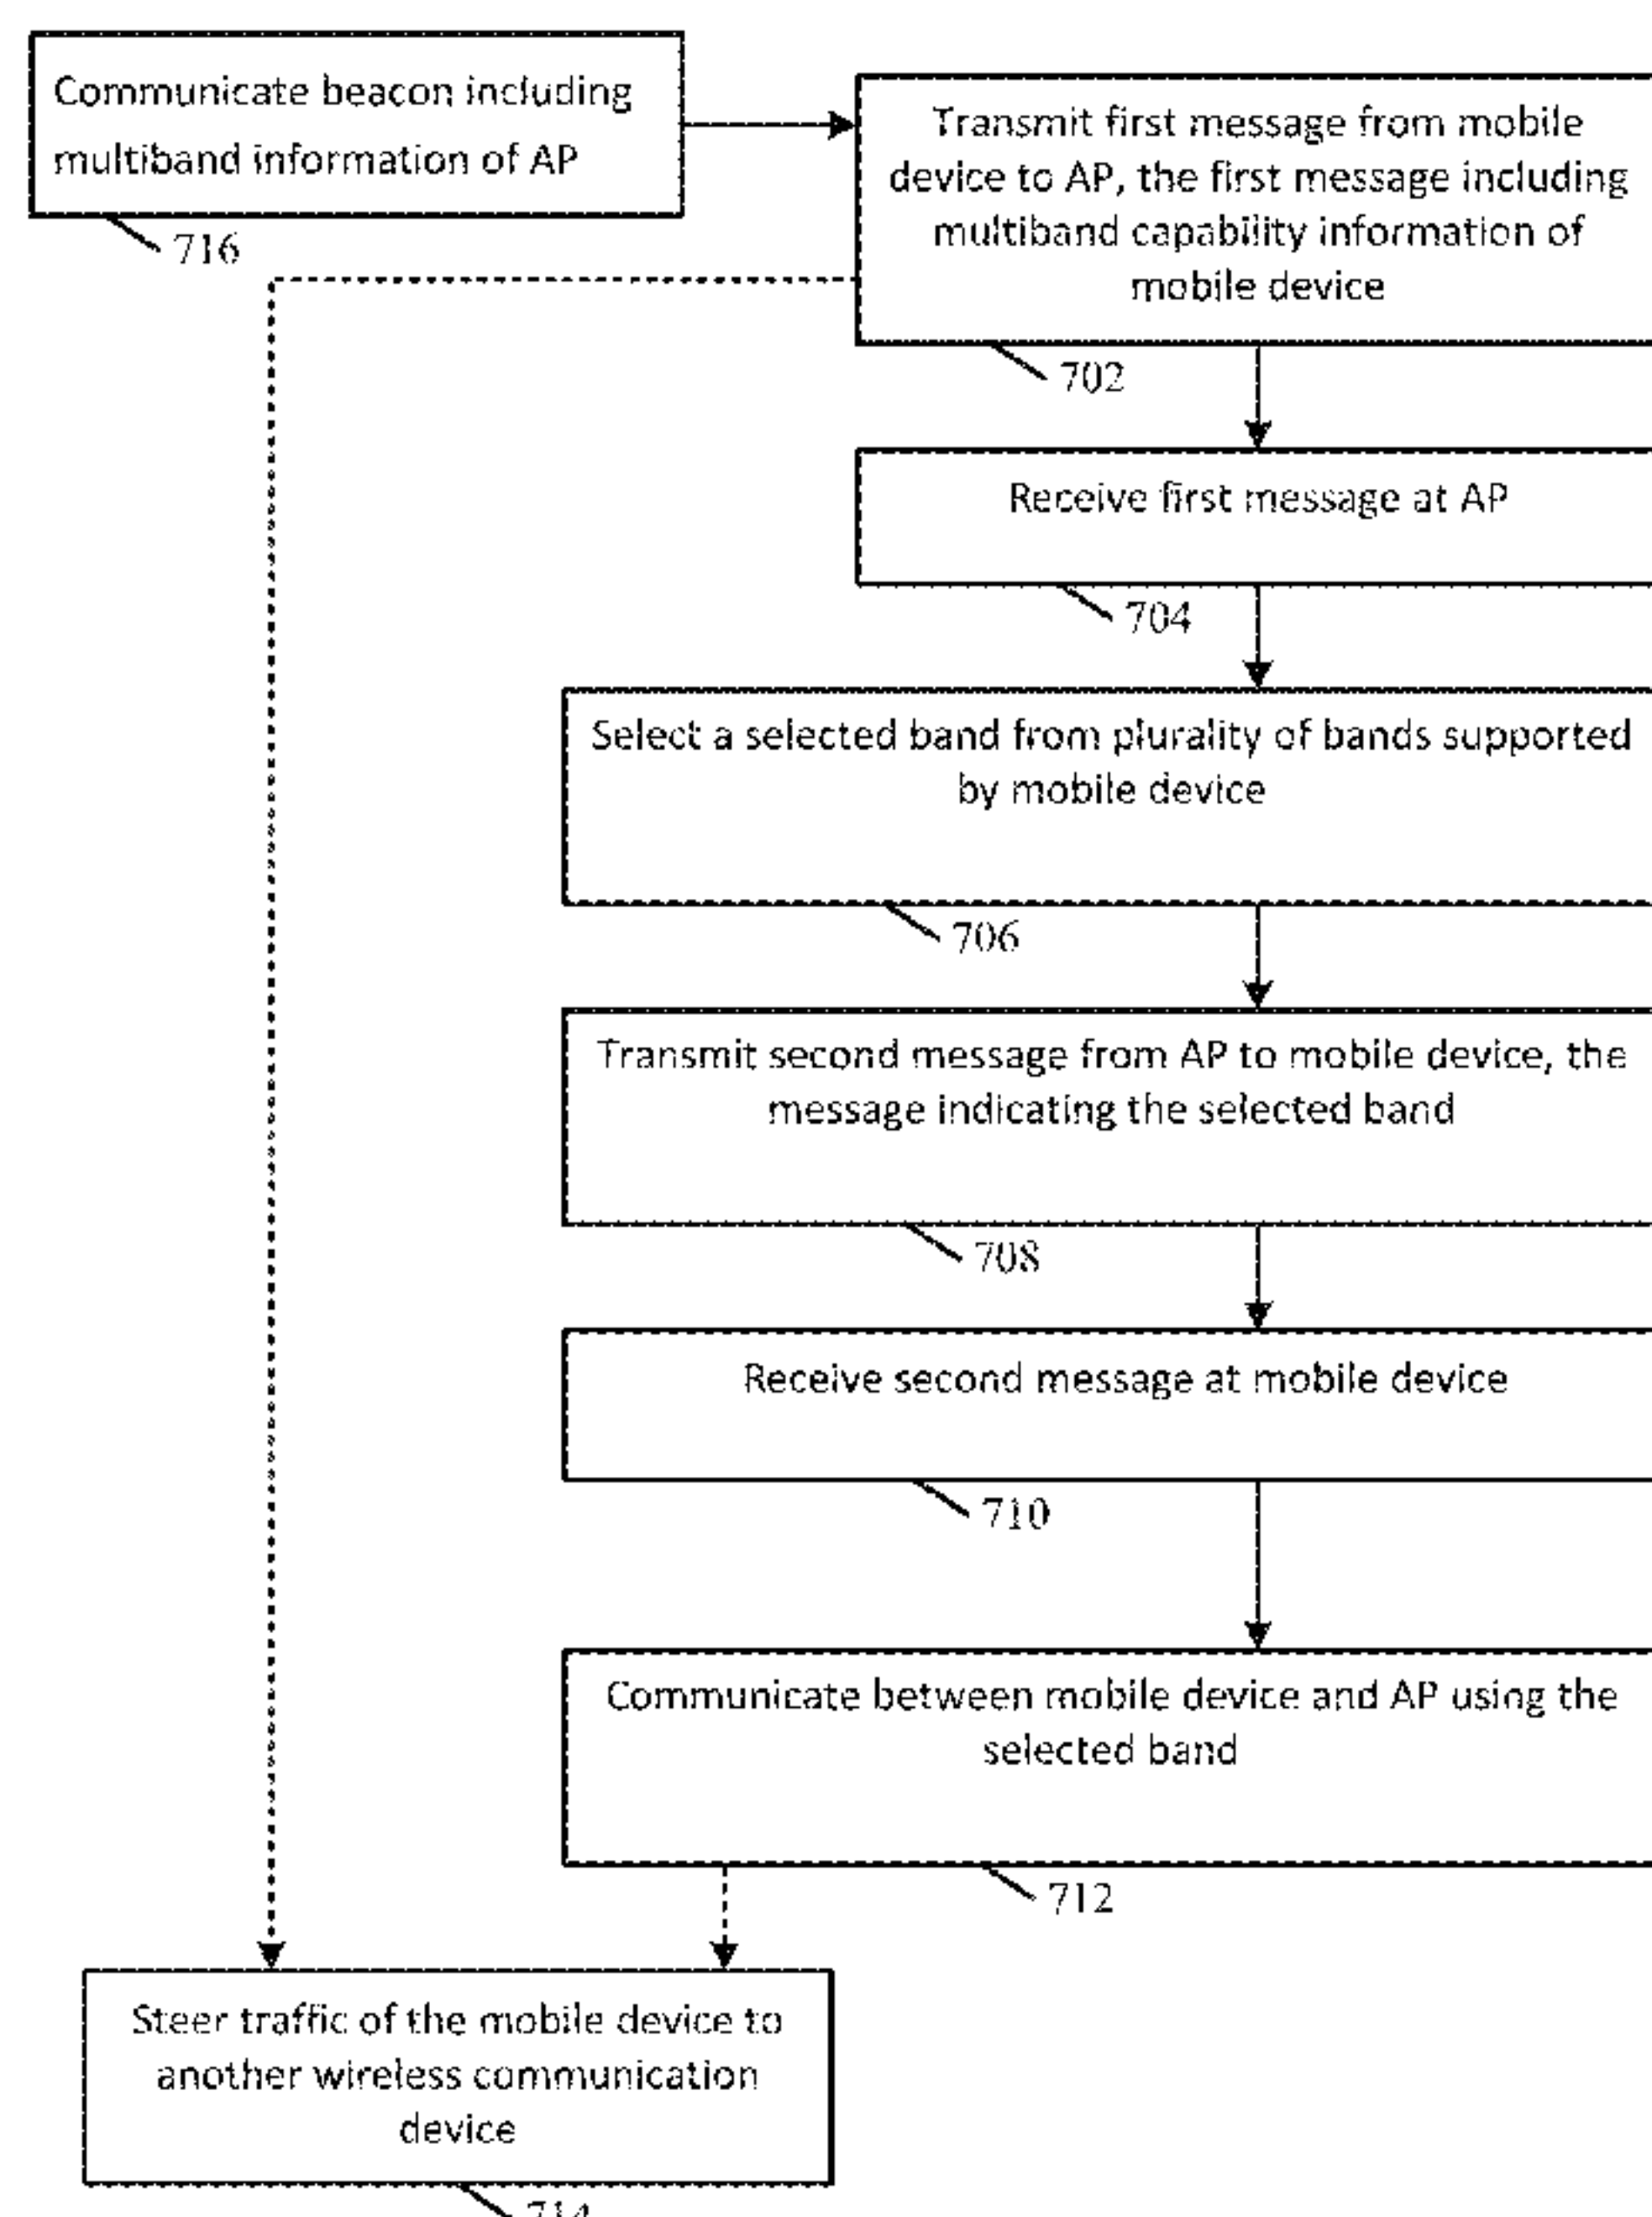 Communicate beacon including
multiband information of AP
716
Transmit first message from mobile
device to AP, the first message including
multiband capability information of
mobile device
702
Receive first message at AP
704
Select a selected band from plurality of bands supported
by mobile device
706
Transmit second message from AP to mobile device, the
message indicating the selected band
708
Receive second message at mobile device
710
Communicate between mobile device and AP using the
selected band
712
Steer traffic of the mobile device to
another wireless communication
device
714